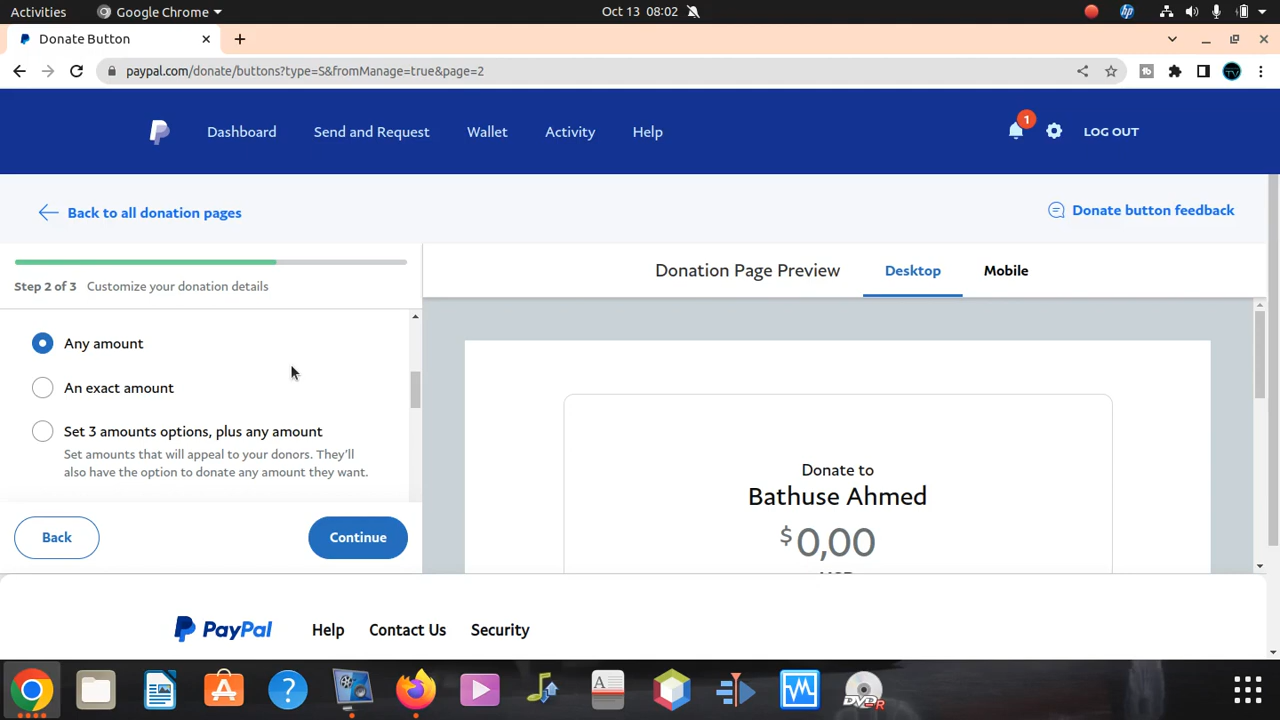 Activities Google Chrome Oct 13 08:02
Donate Button
paypal.com/donate/buttons?type=S&fromManage=true&page=2
Dashboard Send and Request Wallet Activity Help 1 LOG OUT
Back to all donation pages Donate button feedback
Step 2 of 3 Customize your donation details
Donation Page Preview Desktop Mobile
Any amount
An exact amount
Set 3 amounts options, plus any amount
Set amounts that will appeal to your donors. They'll
also have the option to donate any amount they want.
Back Continue
Donate to
Bathuse Ahmed
$0,00
PayPal Help Contact Us Security